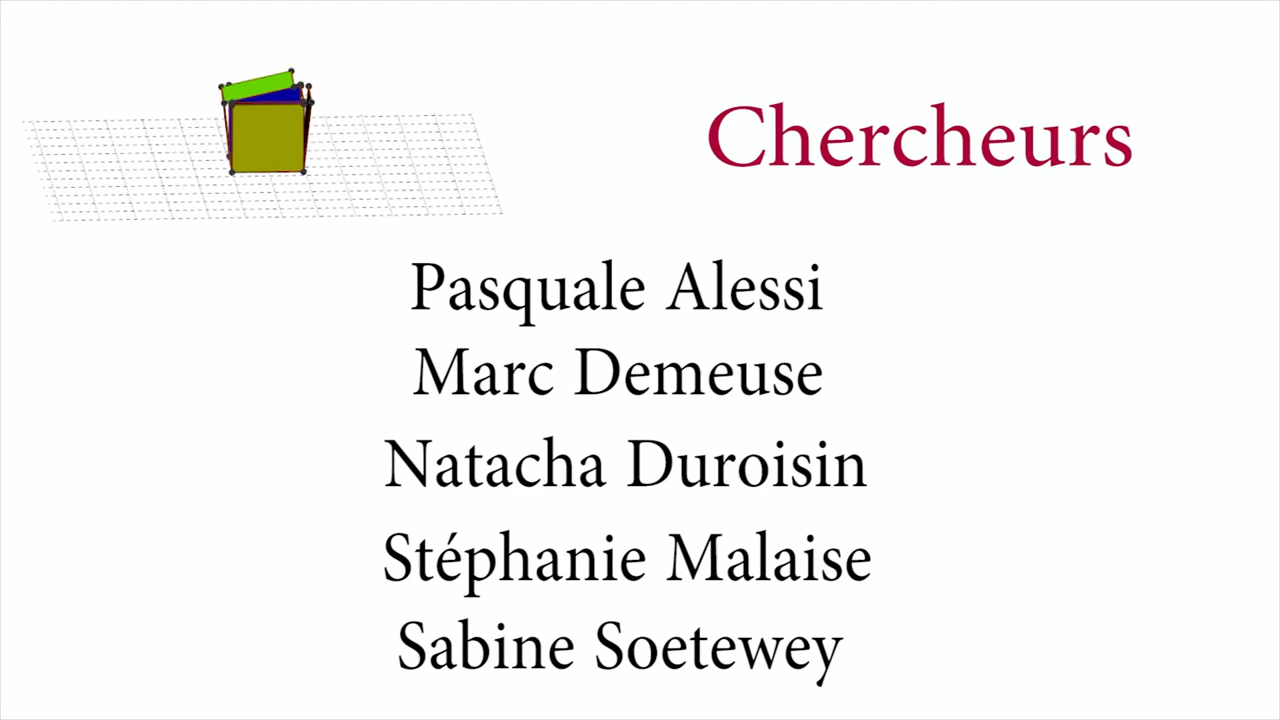 Chercheurs
Pasquale Alessi
Marc Demeuse
Natacha Duroisin
Stéphanie Malaise
Sabine Soetewey